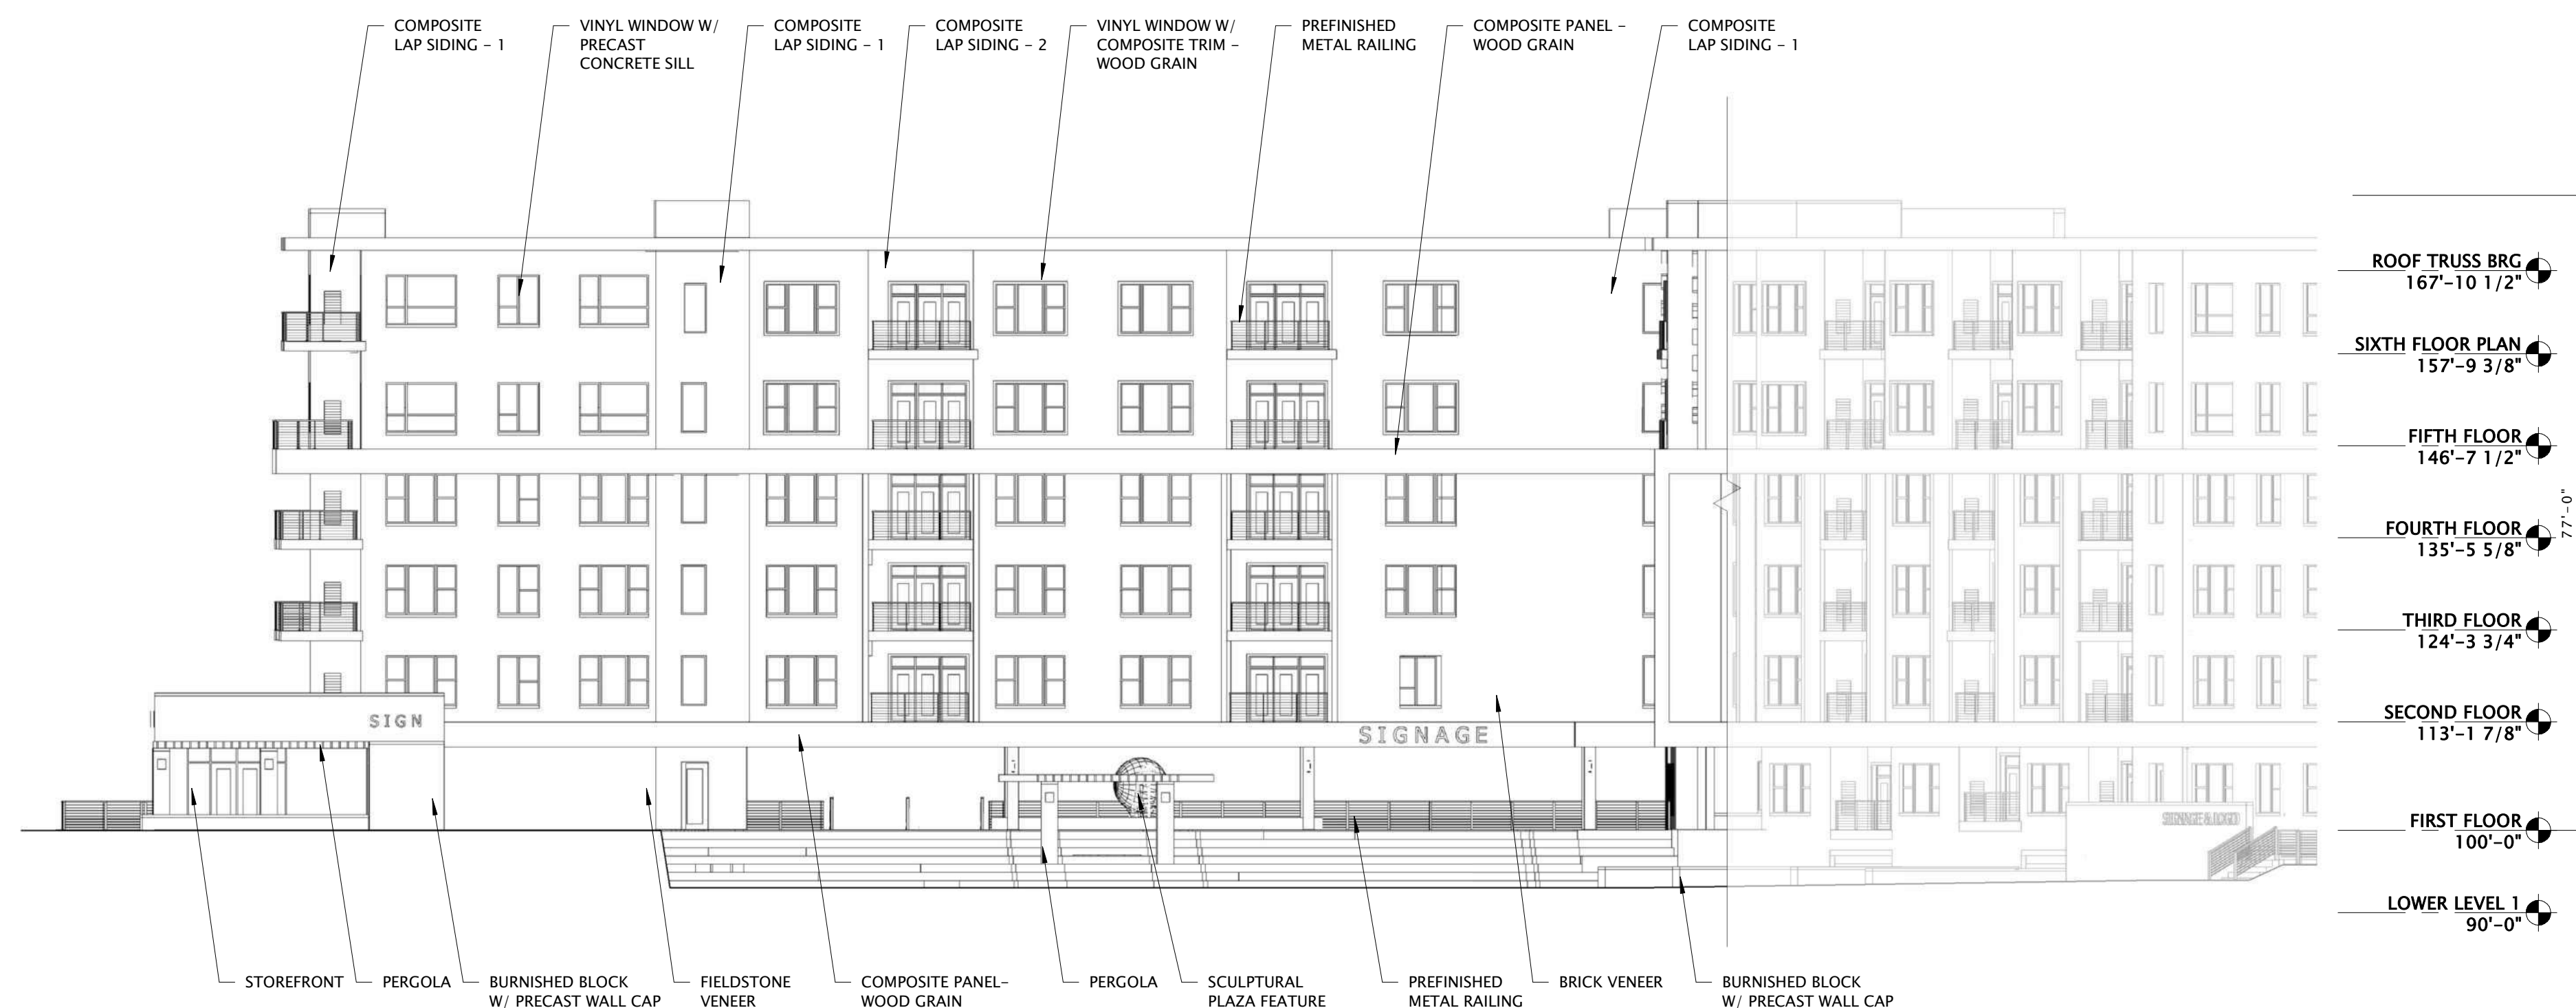 COMPOSITE
LAP SIDING - 1
VINYL WINDOW W/
PRECAST
CONCRETE SILL
COMPOSITE
LAP SIDING - 1
COMPOSITE
LAP SIDING - 2
VINYL WINDOW W/
COMPOSITE TRIM -
WOOD GRAIN
PREFINISHED
METAL RAILING
COMPOSITE PANEL -
WOOD GRAIN
COMPOSITE
LAP SIDING - 1
ROOF TRUSS BRG
167'-10 1/2"
SIXTH FLOOR PLAN
157'-9 3/8"
FIFTH FLOOR
146'-7 1/2"
77'-0"
FOURTH FLOOR
135'-5 5/8"
THIRD FLOOR
124'-3 3/4"
SECOND FLOOR
113'-1 7/8"
FIRST FLOOR
100'-0"
LOWER LEVEL 1
90'-0"
SIGN
SIGNAGE
SIGNAGE & LOGO
STOREFRONT
PERGOLA
BURNISHED BLOCK
W/ PRECAST WALL CAP
FIELDSTONE
VENEER
COMPOSITE PANEL-
WOOD GRAIN
PERGOLA
SCULPTURAL
PLAZA FEATURE
PREFINISHED
METAL RAILING
BRICK VENEER
BURNISHED BLOCK
W/ PRECAST WALL CAP